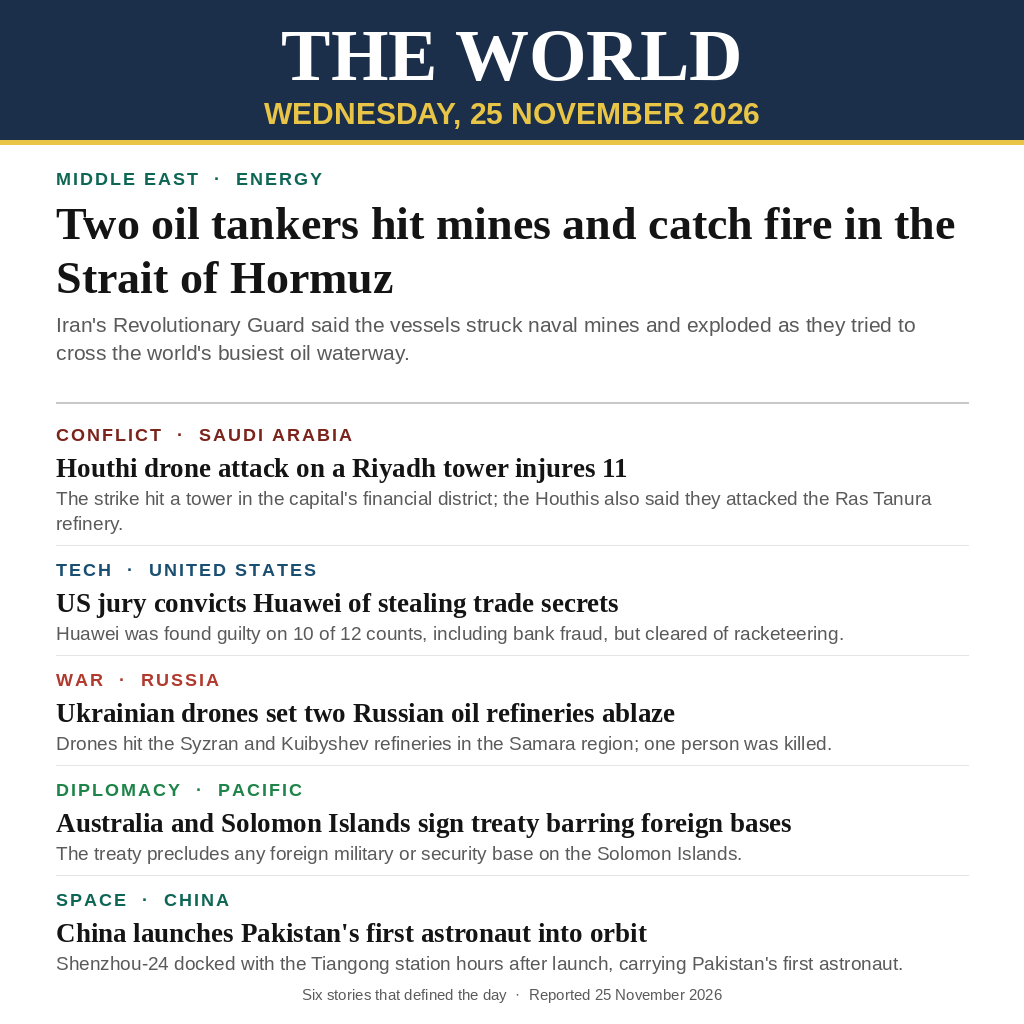 THE WORLD
WEDNESDAY, 25 NOVEMBER 2026
MIDDLE EAST · ENERGY
Two oil tankers hit mines and catch fire in the
Strait of Hormuz
Iran's Revolutionary Guard said the vessels struck naval mines and exploded as they tried to
cross the world's busiest oil waterway.
CONFLICT · SAUDI ARABIA
Houthi drone attack on a Riyadh tower injures 11
The strike hit a tower in the capital's financial district; the Houthis also said they attacked the Ras Tanura
refinery.
TECH · UNITED STATES
US jury convicts Huawei of stealing trade secrets
Huawei was found guilty on 10 of 12 counts, including bank fraud, but cleared of racketeering.
WAR · RUSSIA
Ukrainian drones set two Russian oil refineries ablaze
Drones hit the Syzran and Kuibyshev refineries in the Samara region; one person was killed.
DIPLOMACY · PACIFIC
Australia and Solomon Islands sign treaty barring foreign bases
The treaty precludes any foreign military or security base on the Solomon Islands.
SPACE · CHINA
China launches Pakistan's first astronaut into orbit
Shenzhou-24 docked with the Tiangong station hours after launch, carrying Pakistan's first astronaut.
Six stories that defined the day · Reported 25 November 2026